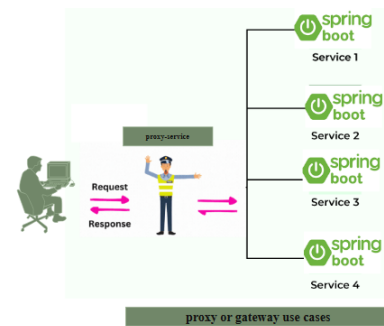 spring
boot
Service 1
spring
boot
Service 2
proxy-service
spring
boot
Service 3
Request
Response
spring
boot
Service 4
proxy or gateway use cases